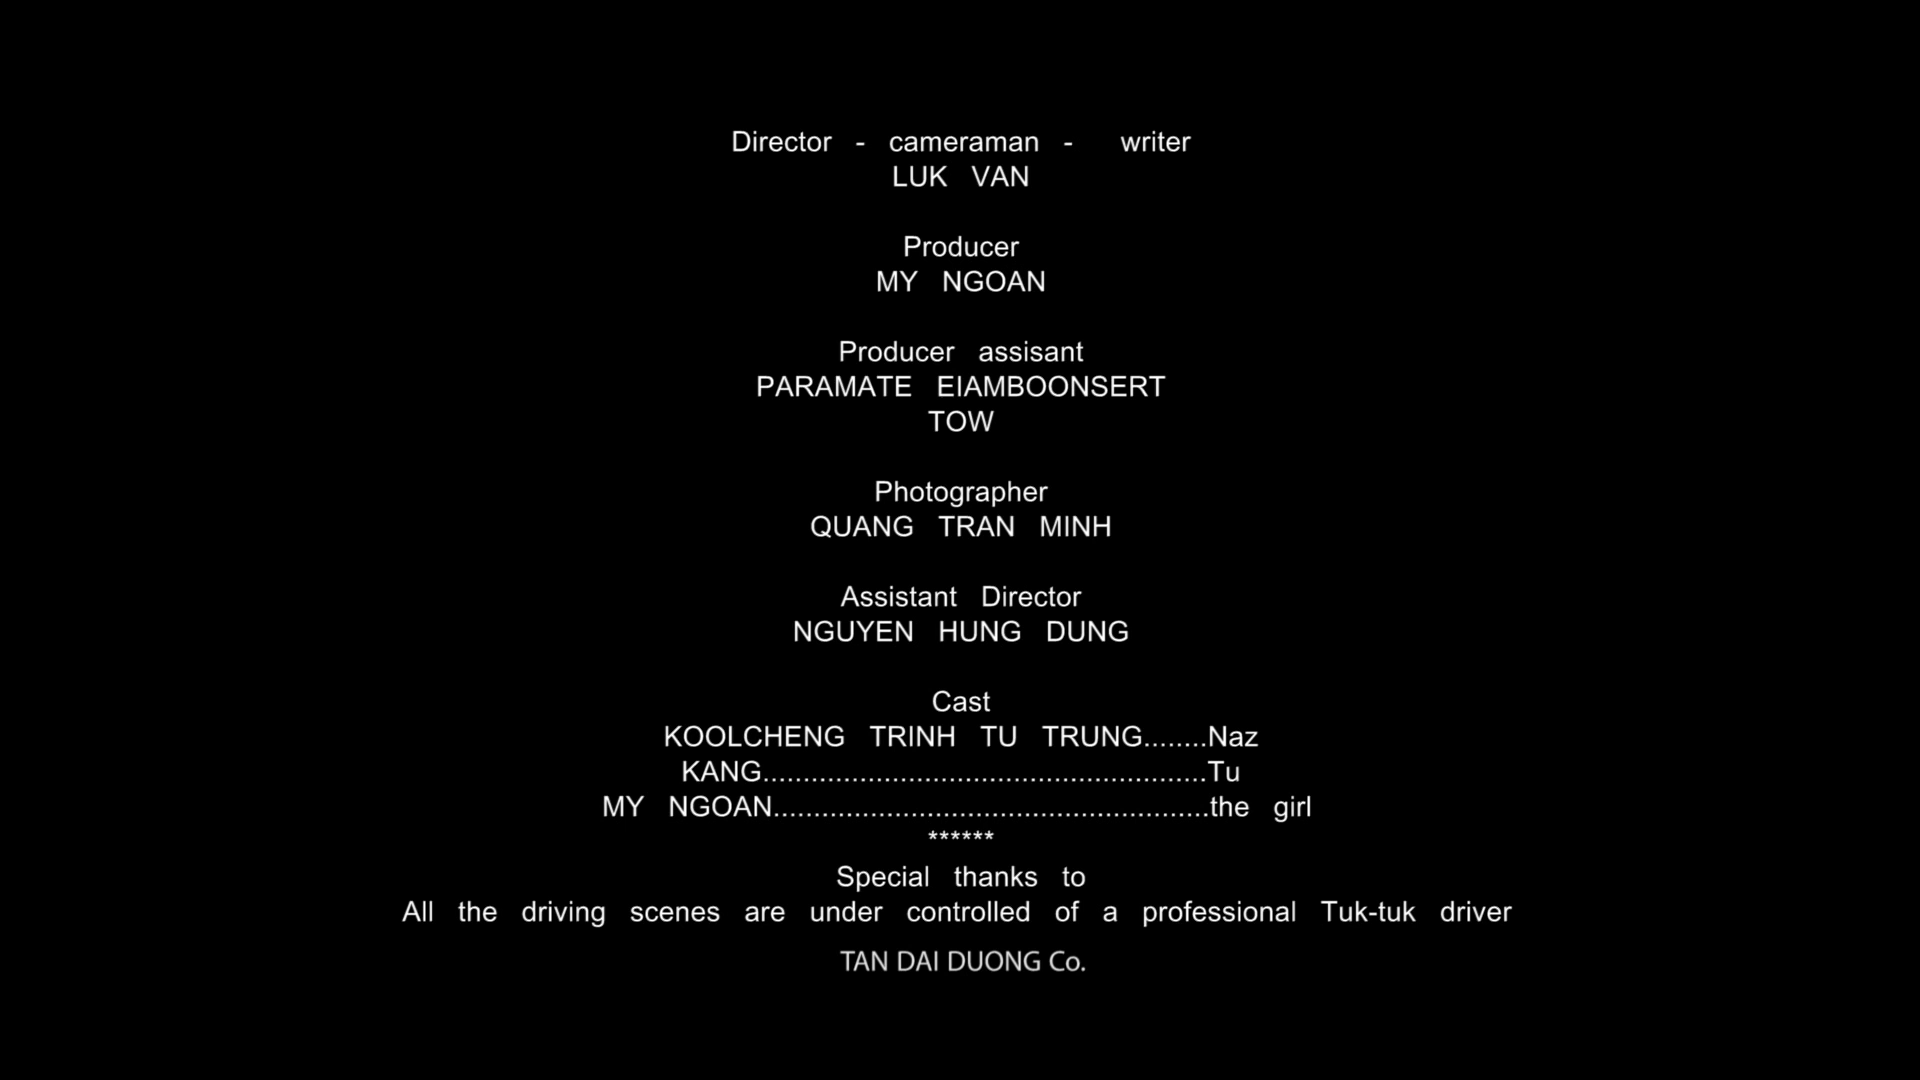 Director - cameraman - writer
LUK VAN
Producer
MY NGOAN
Producer assisant
PARAMATE EIAMBOONSERT
TOW
Photographer
QUANG TRAN MINH
Assistant Director
NGUYEN HUNG DUNG
Cast
KOOLCHENG TRINH TU TRUNG........Naz
KANG.......................................................Tu
MY NGOAN......................................................the girl
******
Special thanks to
All the driving scenes are under controlled of a professional Tuk-tuk driver
TAN DAI DUONG Co.